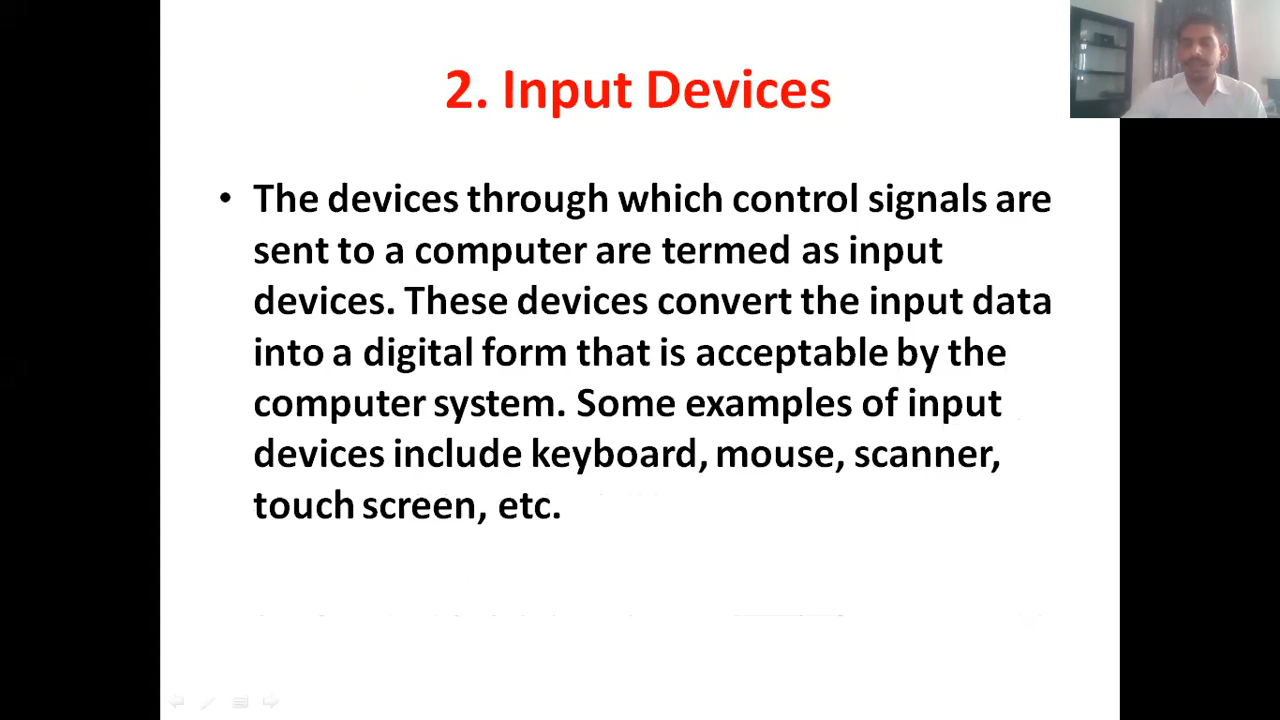 2. Input Devices
• The devices through which control signals are
sent to a computer are termed as input
devices. These devices convert the input data
into a digital form that is acceptable by the
computer system. Some examples of input
devices include keyboard, mouse, scanner,
touch screen, etc.